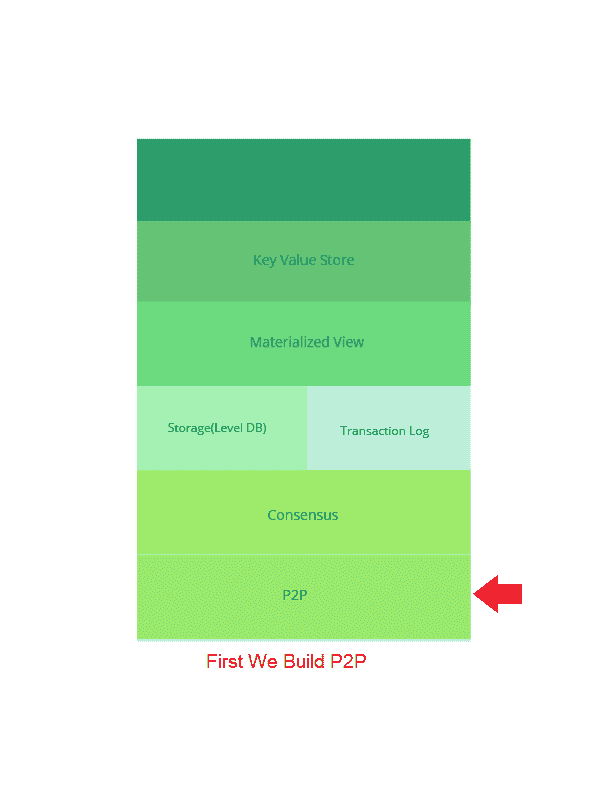 Key Value Store
Materialized View
Storage(Level DB)
Transaction Log
Consensus
P2P
First We Build P2P